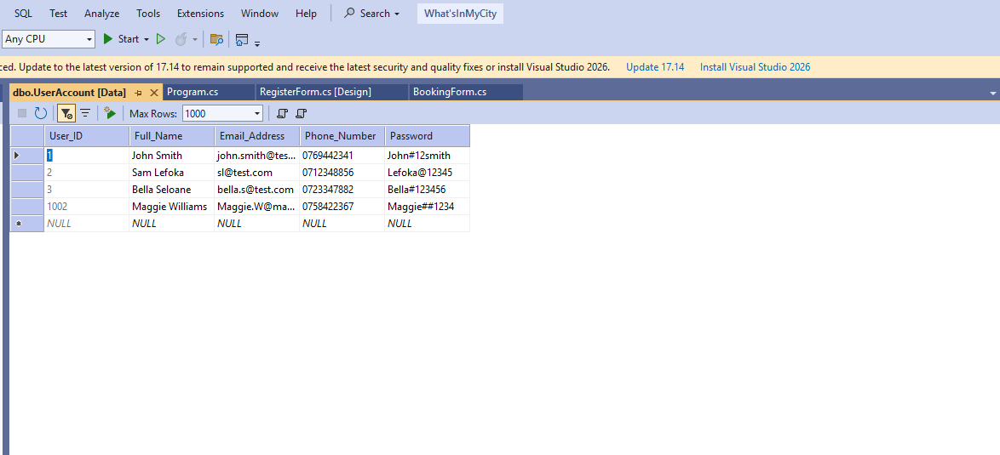 SQL Test Analyze Tools Extensions Window Help Search What'sInMyCity
Any CPU Start
ced. Update to the latest version of 17.14 to remain supported and receive the latest security and quality fixes or install Visual Studio 2026. Update 17.14 Install Visual Studio 2026
dbo.UserAccount [Data] Program.cs RegisterForm.cs [Design] BookingForm.cs
Max Rows: 1000
User_ID Full_Name Email_Address Phone_Number Password
1 John Smith john.smith@tes... 0769442341 John#12smith
2 Sam Lefoka sl@test.com 0712348856 Lefoka@12345
3 Bella Seloane bella.s@test.com 0723347882 Bella#123456
1002 Maggie Williams Maggie.W@ma... 0758422367 Maggie##1234
NULL NULL NULL NULL NULL